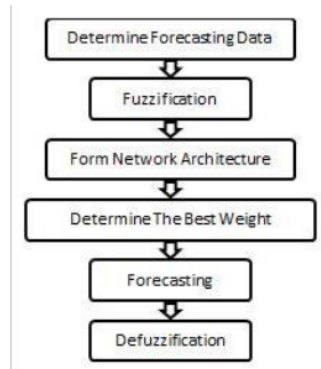 Determine Forecasting Data
Fuzzification
Form Network Architecture
Determine The Best Weight
Forecasting
Defuzzification